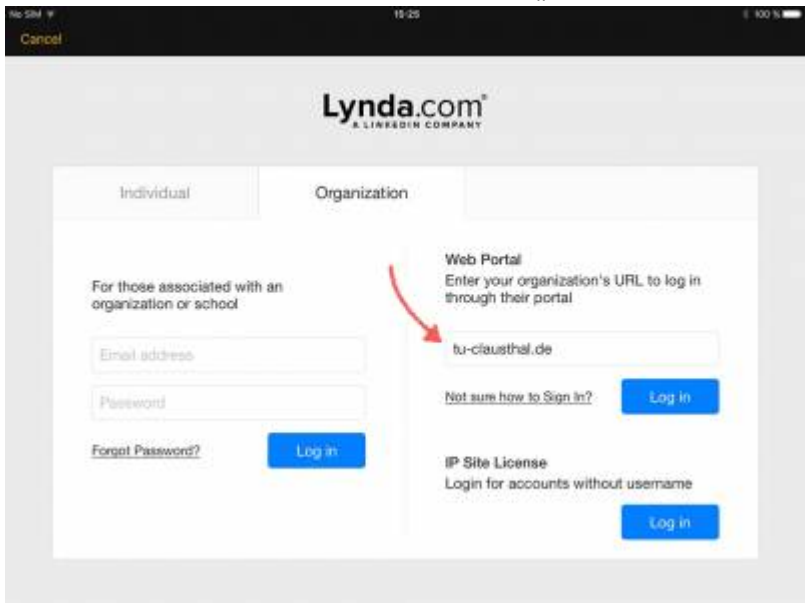 No SIM
15:25
100 %
Cancel
Lynda.com
A LINKEDIN COMPANY
Individual
Organization
For those associated with an
organization or school
Email address
Password
Forgot Password?
Log in
Web Portal
Enter your organization's URL to log in
through their portal
tu-clausthal.de
Not sure how to Sign In?
Log in
IP Site License
Login for accounts without username
Log in